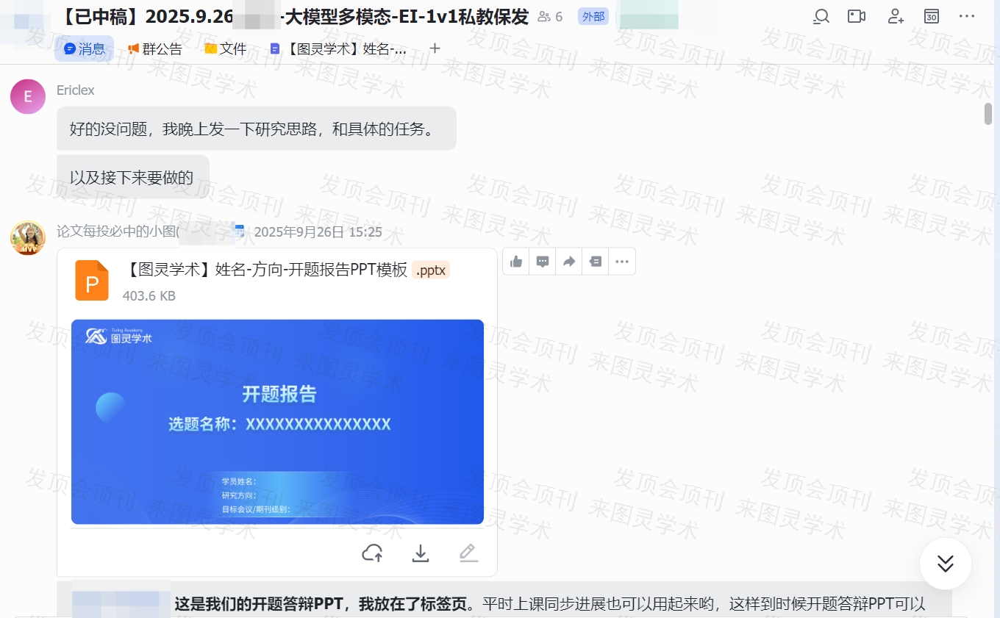 【已中稿】2025.9.26 -大模型多模态-EI-1v1私教保发 6 外部
30
消息 群公告 文件 【图灵学术】姓名-... +
E
Ericlex
好的没问题，我晚上发一下研究思路，和具体的任务。
以及接下来要做的
论文每投必中的小图( 2025年9月26日 15:25
MVP
【图灵学术】姓名-方向-开题报告PPT模板 .pptx
P
403.6 KB
Turing Academy
图灵学术
开题报告
选题名称：XXXXXXXXXXXXXXX
学员姓名：
研究方向：
目标会议/期刊级别：
这是我们的开题答辩PPT，我放在了标签页。平时上课同步进展也可以用起来哟，这样到时候开题答辩PPT可以
发顶会顶刊
来图灵学术